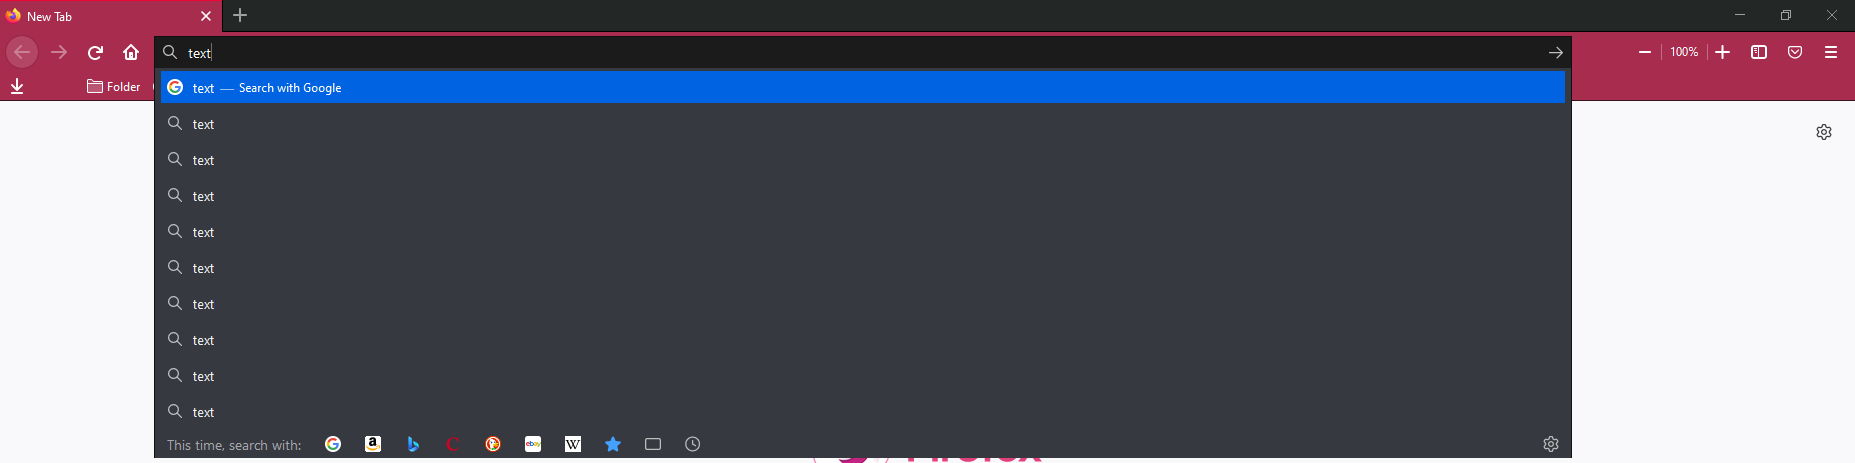 New Tab
text
100%
Folder
text — Search with Google
text
text
text
text
text
text
text
text
text
This time, search with:
a
ebay
W